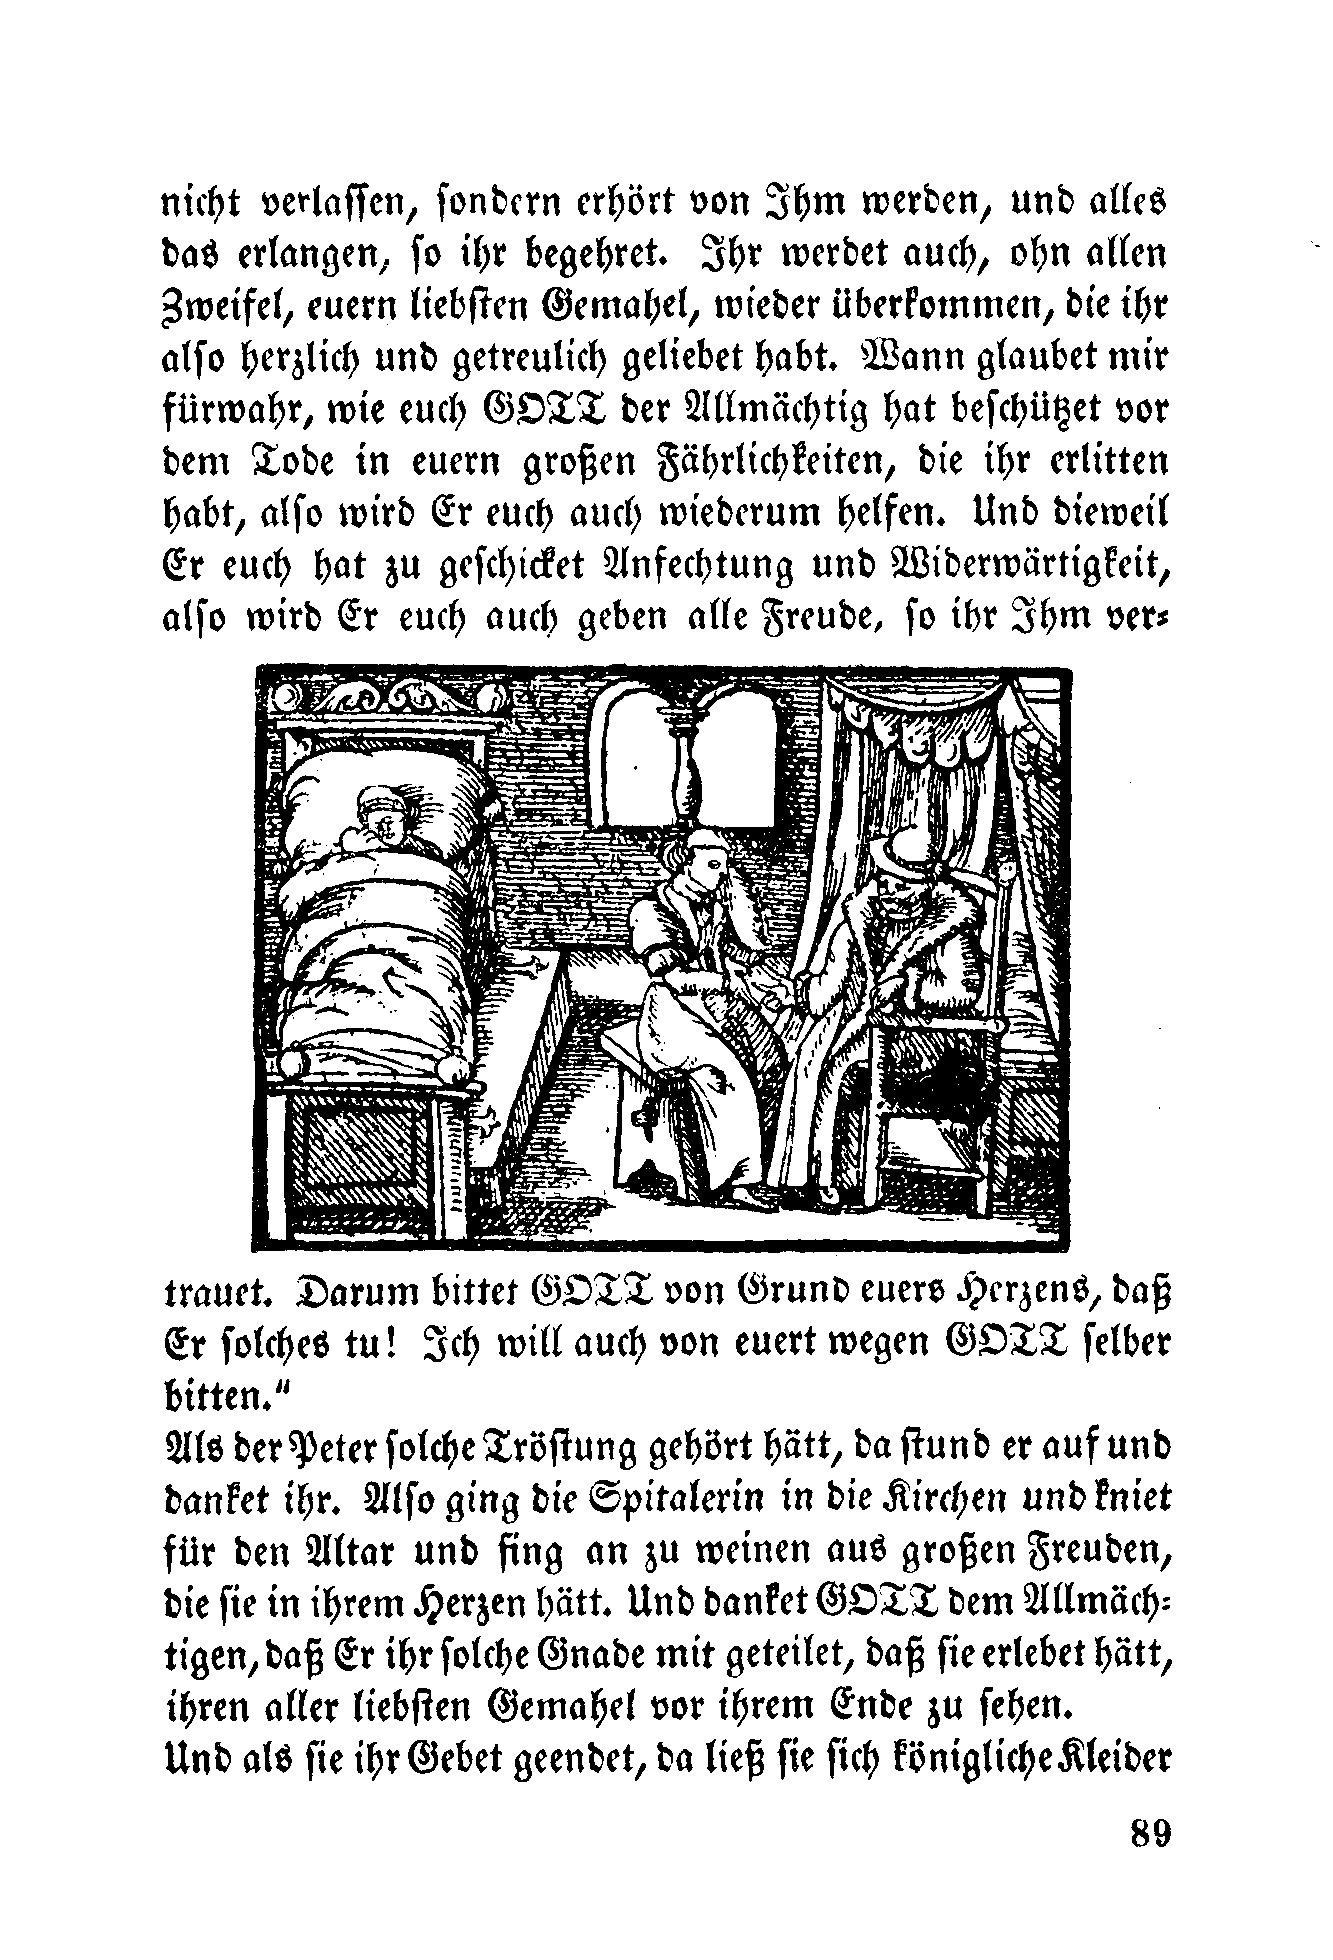 nicht verlassen, sondern erhört von Ihm werden, und alles
das erlangen, so ihr begehret. Ihr werdet auch, ohn allen
Zweifel, euern liebsten Gemahel, wieder überkommen, die ihr
also herzlich und getreulich geliebet habt. Wann glaubet mir
fürwahr, wie euch GOTT der Allmächtig hat beschützet vor
dem Tode in euern großen Fährlichkeiten, die ihr erlitten
habt, also wird Er euch auch wiederum helfen. Und dieweil
Er euch hat zu geschicket Anfechtung und Widerwärtigkeit,
also wird Er euch auch geben alle Freude, so ihr Ihm ver-
trauet. Darum bittet GOTT von Grund euers Herzens, daß
Er solches tu! Ich will auch von euert wegen GOTT selber
bitten."
Als der Peter solche Tröstung gehört hätt, da stund er auf und
danket ihr. Also ging die Spitalerin in die Kirchen und kniet
für den Altar und fing an zu weinen aus großen Freuden,
die sie in ihrem Herzen hätt. Und danket GOTT dem Allmäch-
tigen, daß Er ihr solche Gnade mit geteilet, daß sie erlebet hätt,
ihren aller liebsten Gemahel vor ihrem Ende zu sehen.
Und als sie ihr Gebet geendet, da ließ sie sich königliche Kleider
89